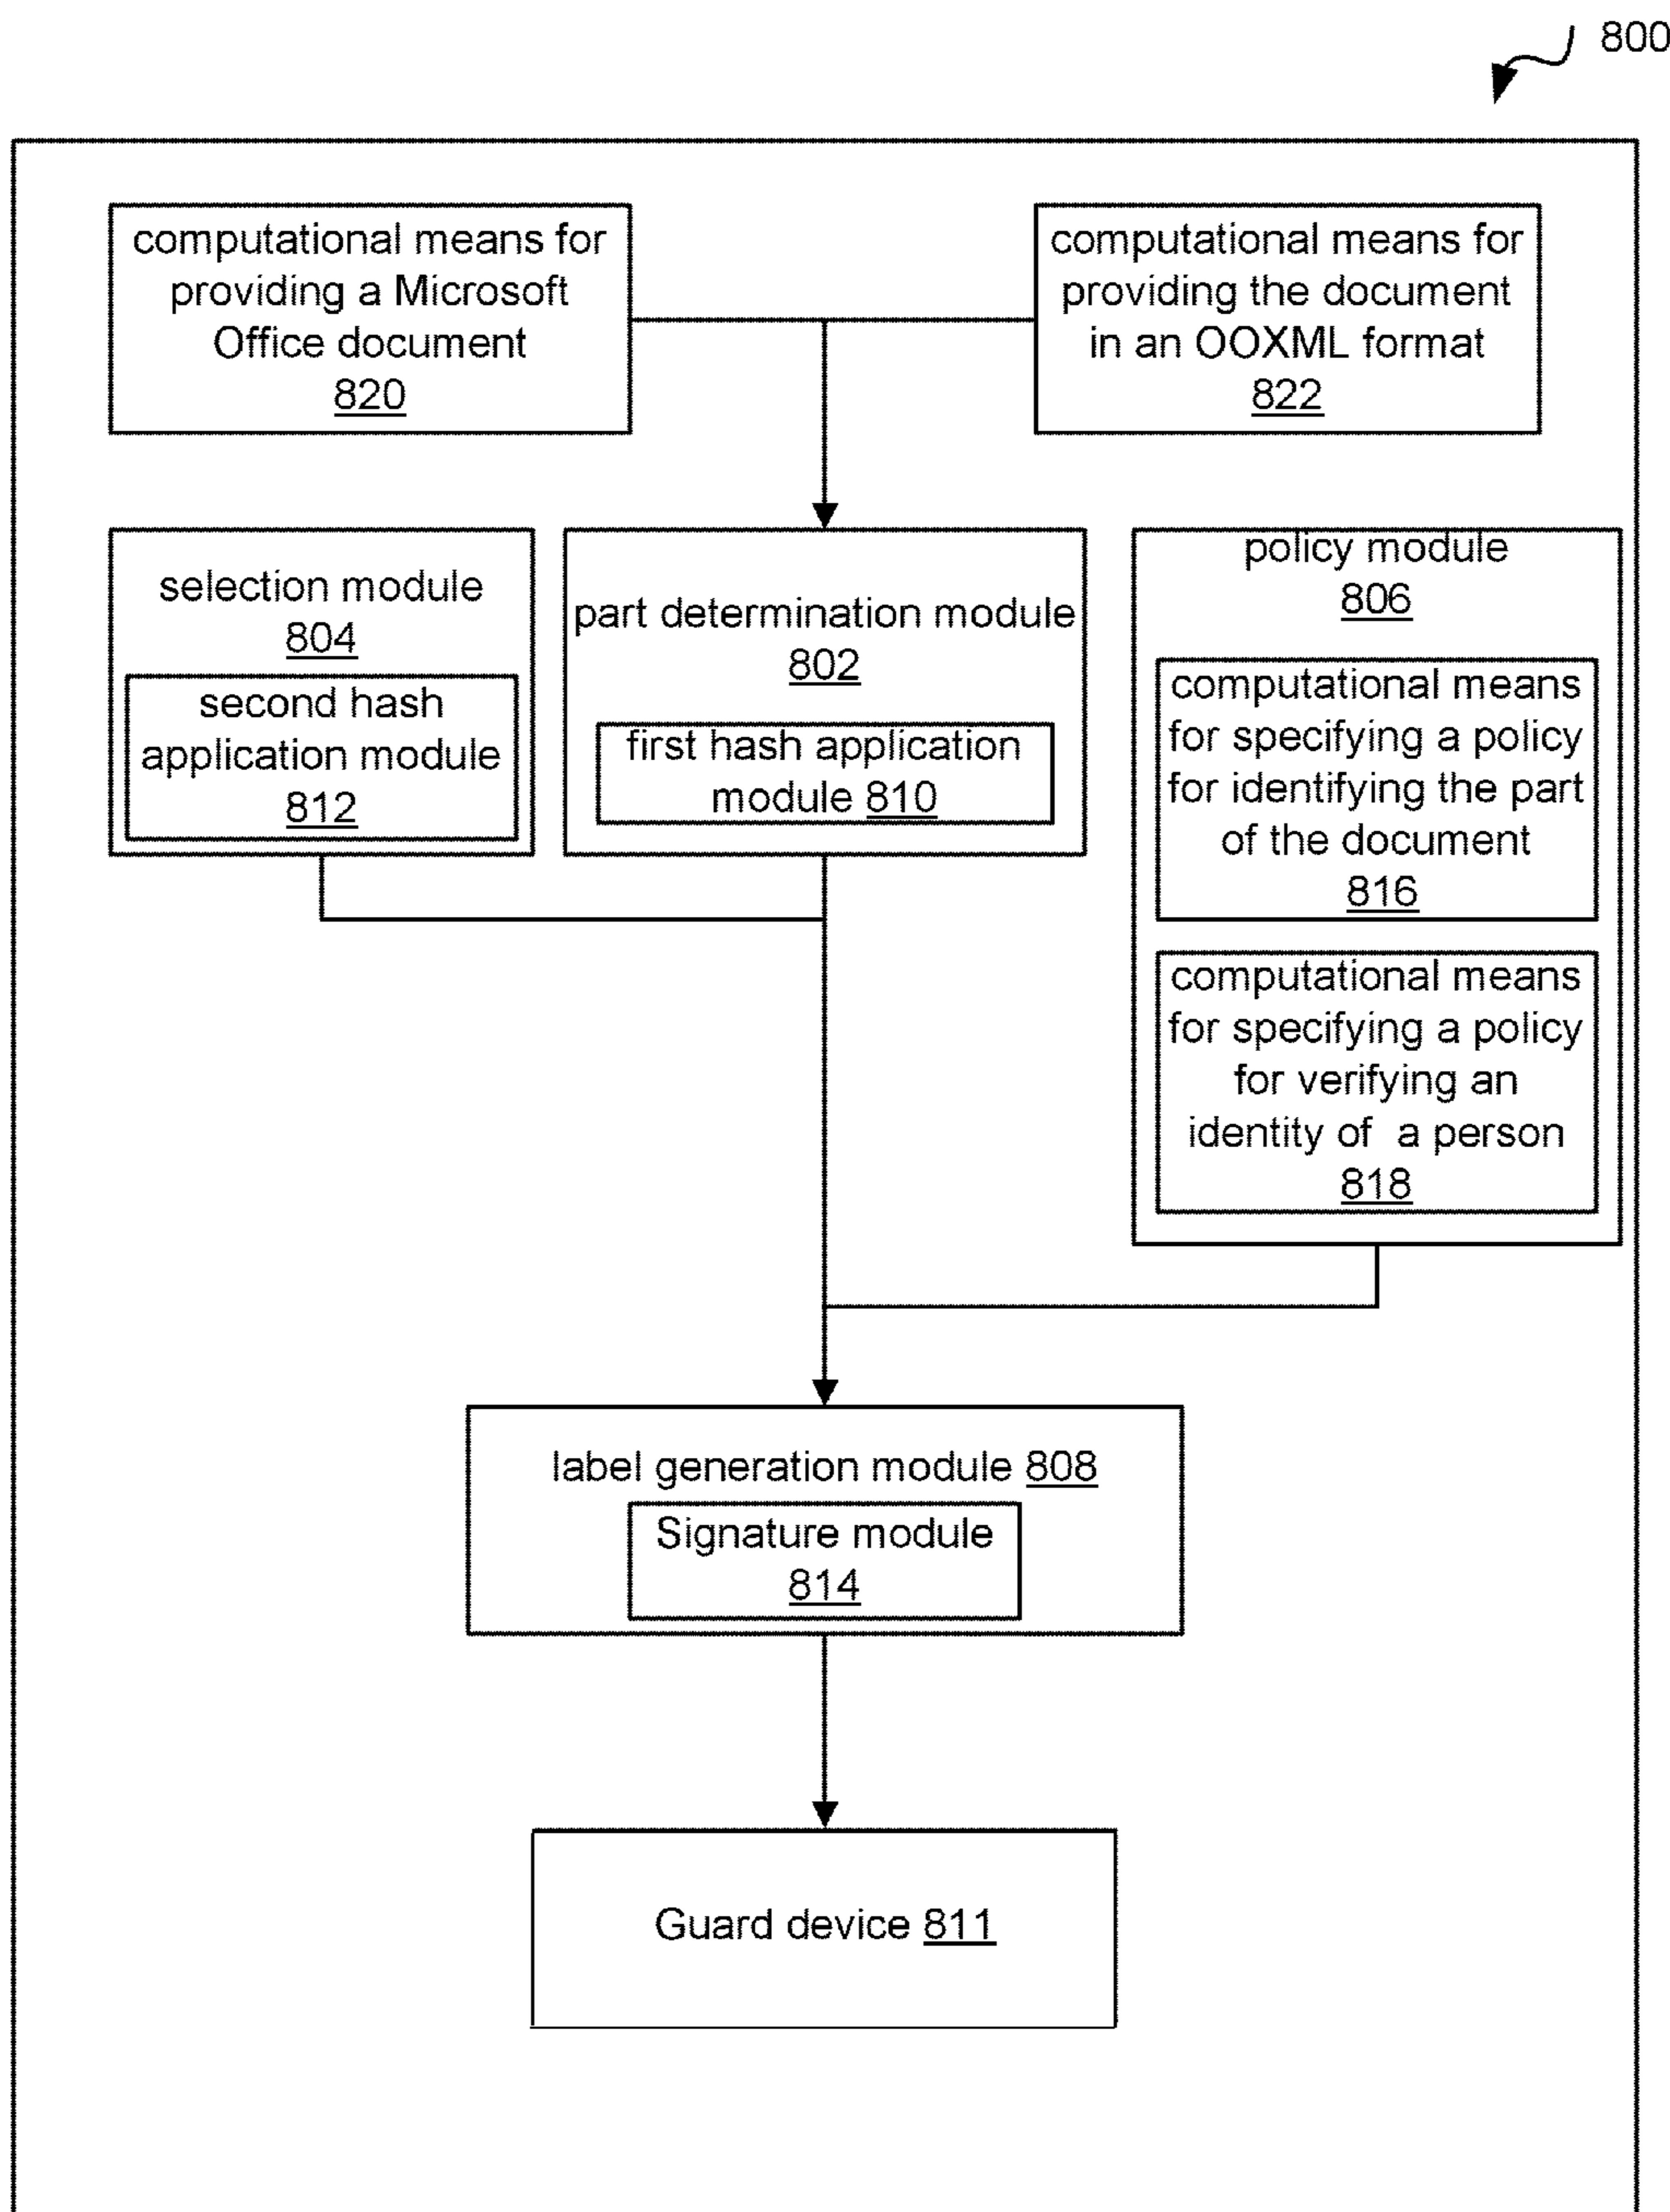 800
computational means for
providing a Microsoft
Office document
820
computational means for
providing the document
in an OOXML format
822
selection module
804
second hash
application module
812
part determination module
802
first hash application
module 810
policy module
806
computational means
for specifying a policy
for identifying the part
of the document
816
computational means
for specifying a policy
for verifying an
identity of a person
818
label generation module 808
Signature module
814
Guard device 811